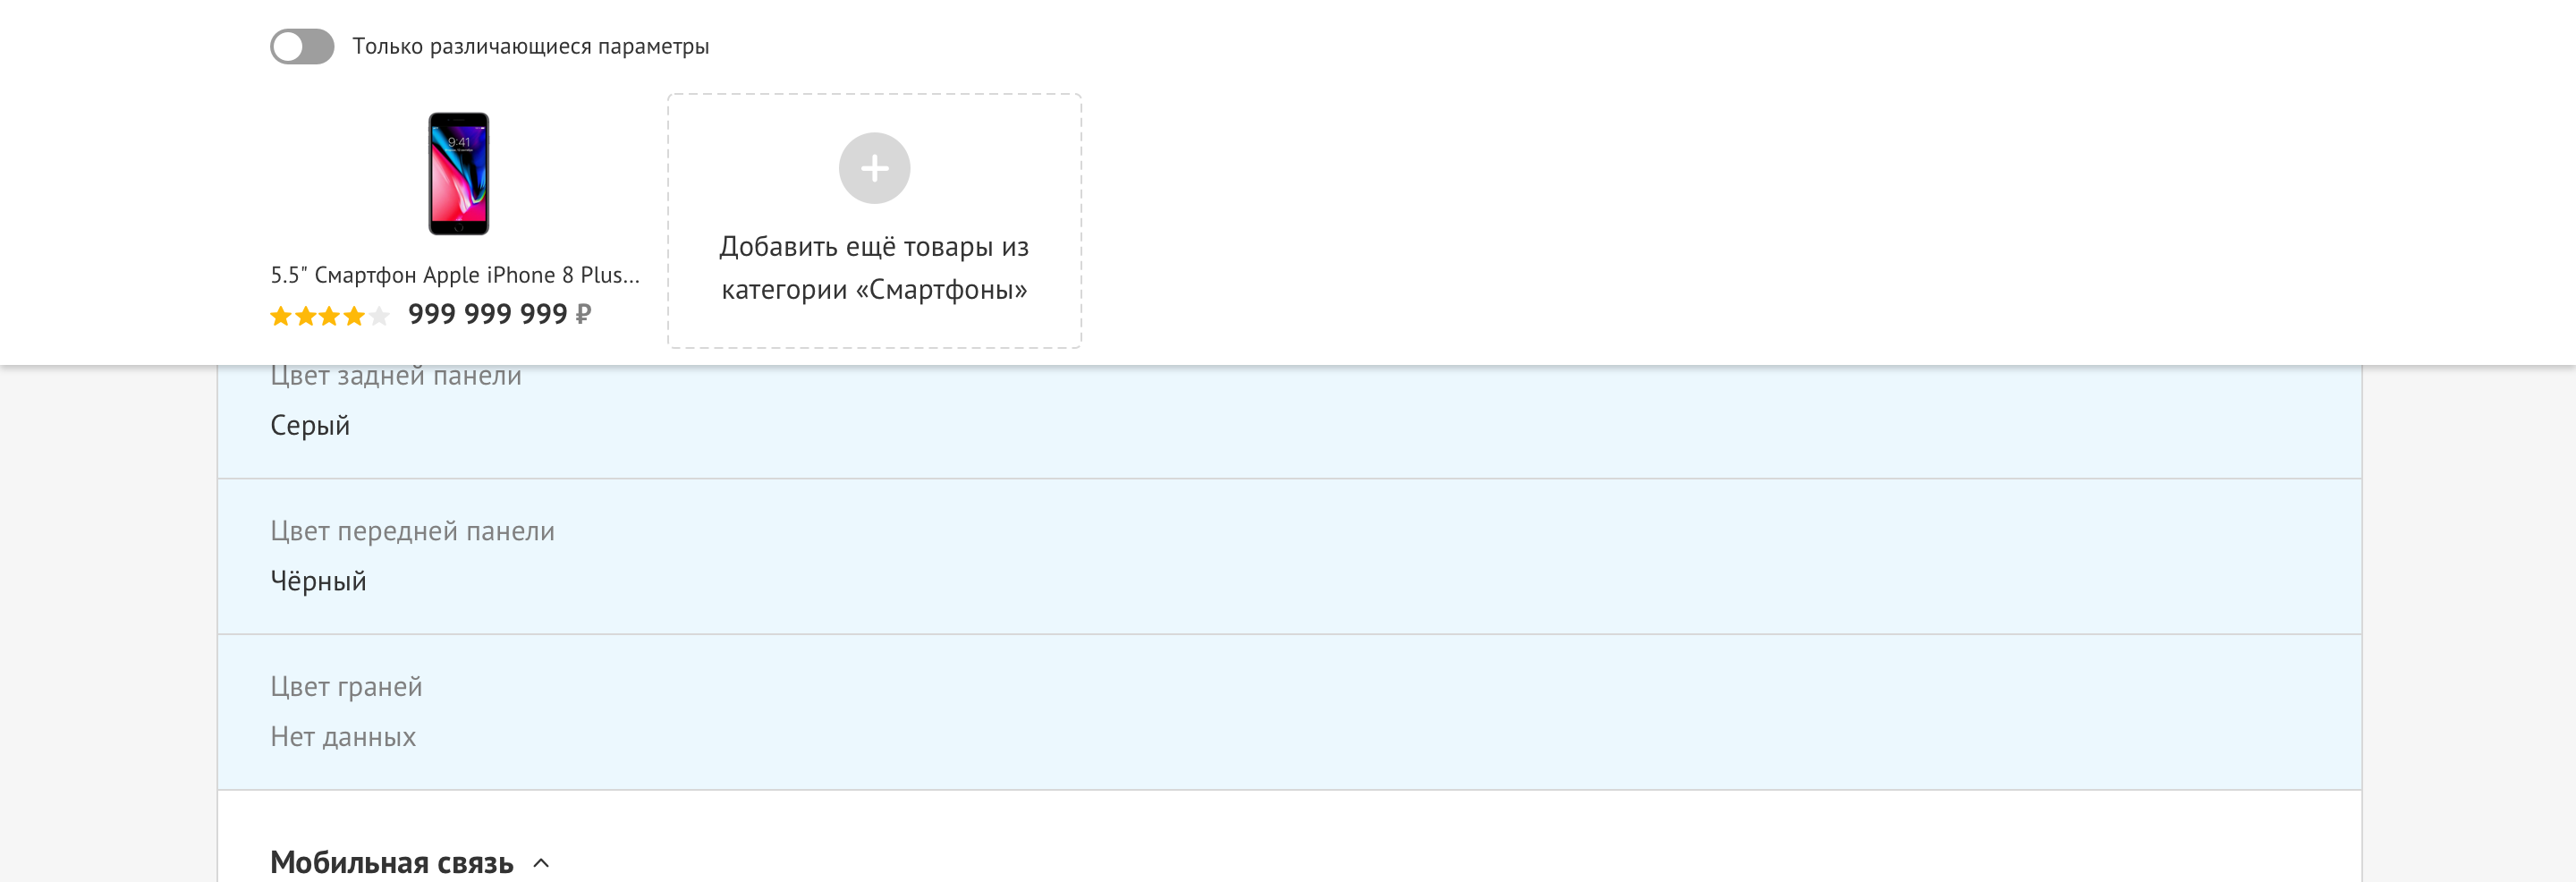 Только различающиеся параметры
9:41
5.5" Смартфон Apple iPhone 8 Plus...
999 999 999 ₽
Добавить ещё товары из
категории «Смартфоны»
Цвет задней панели
Серый
Цвет передней панели
Чёрный
Цвет граней
Нет данных
Мобильная связь